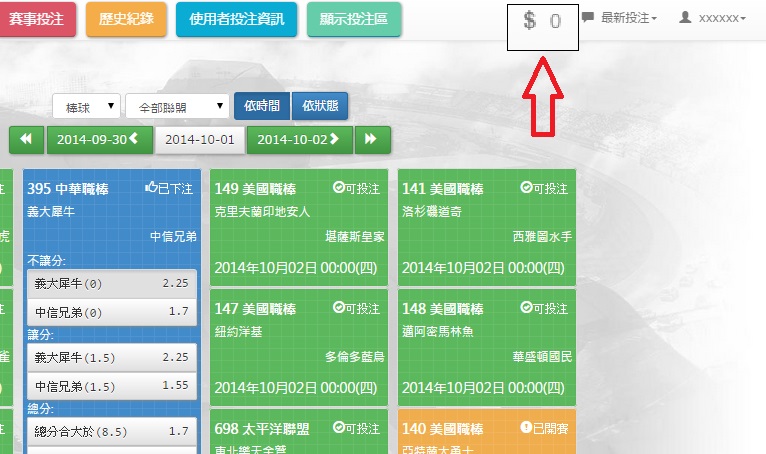 賽事投注 歷史紀錄 使用者投注資訊 顯示投注區 $ 0 最新投注 xxxxxx
棒球 全部聯盟 依時間 依狀態
2014-09-30 2014-10-01 2014-10-02
395 中華職棒 已下注
義大犀牛
中信兄弟
不讓分:
義大犀牛(0) 2.25
中信兄弟(0) 1.7
讓分:
義大犀牛(1.5) 2.25
中信兄弟(1.5) 1.55
總分:
總分合大於(8.5) 1.7
149 美國職棒 可投注
克里夫蘭印地安人
堪薩斯皇家
2014年10月02日 00:00(四)
147 美國職棒 可投注
紐約洋基
多倫多藍鳥
2014年10月02日 00:00(四)
698 太平洋聯盟 可投注
東北樂天金鷲
141 美國職棒 可投注
洛杉磯道奇
西雅圖水手
2014年10月02日 00:00(四)
148 美國職棒 可投注
邁阿密馬林魚
華盛頓國民
2014年10月02日 00:00(四)
140 美國職棒 已開賽
亞特蘭大勇士